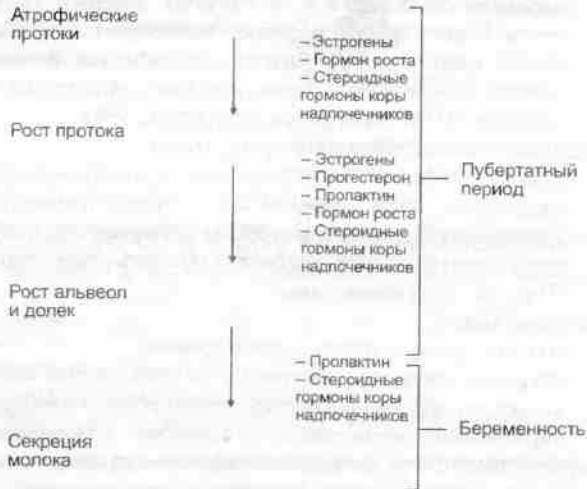 Атрофические
протоки
– Эстрогены
– Гормон роста
– Стероидные
гормоны коры
надпочечников
Рост протока
– Эстрогены
– Прогестерон
– Пролактин
– Гормон роста
– Стероидные
гормоны коры
надпочечников
Пубертатный
период
Рост альвеол
и долек
– Пролактин
– Стероидные
гормоны коры
надпочечников
Секреция
молока
Беременность